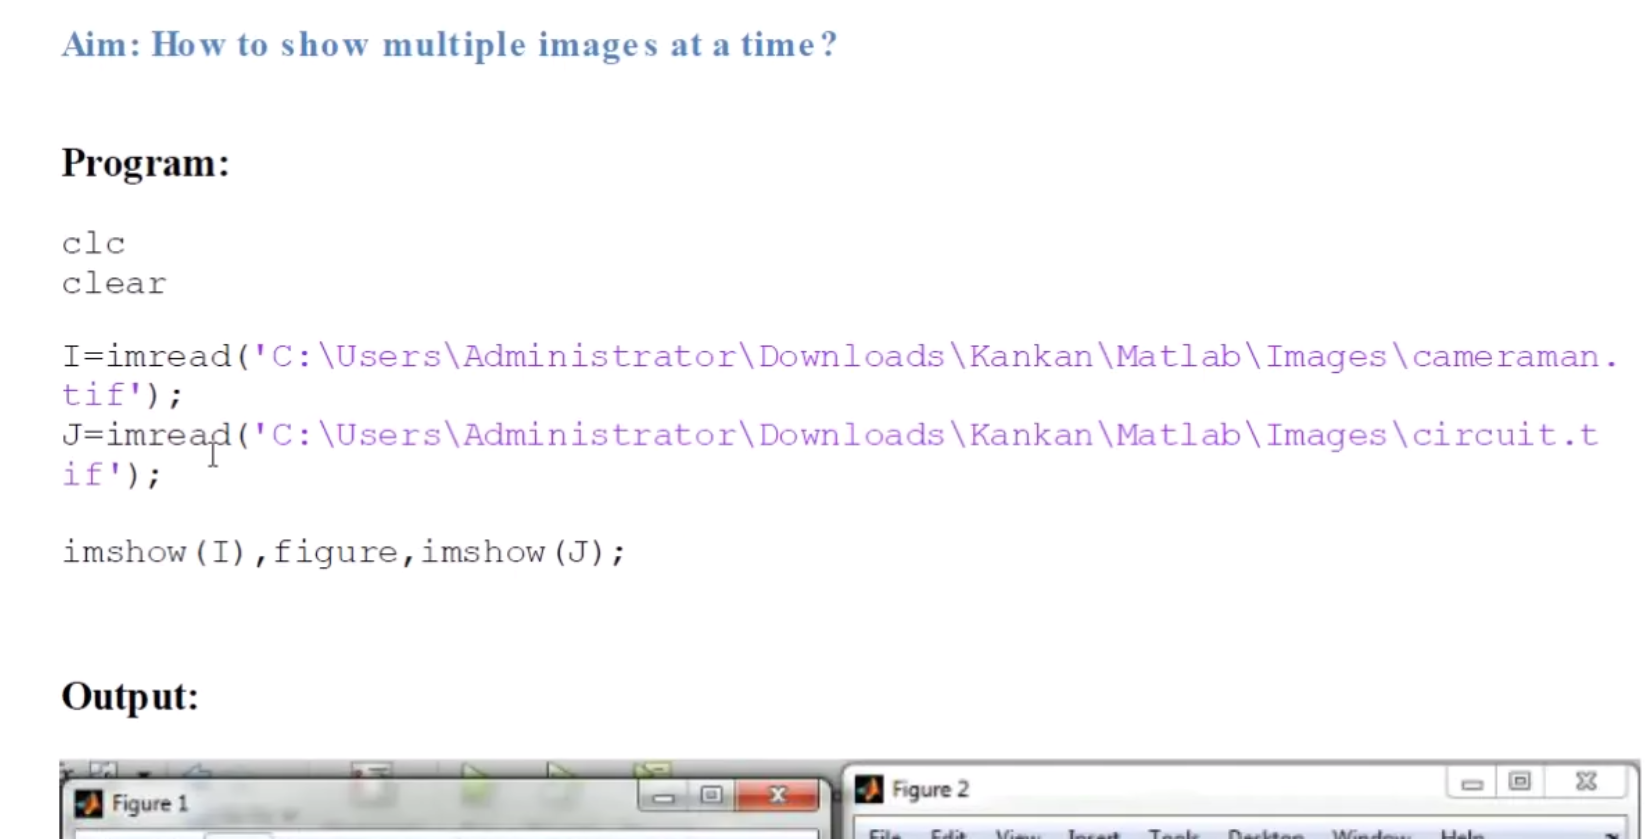 Aim: How to show multiple images at a time?
Program:
clc
clear
I=imread('C:\Users\Administrator\Downloads\Kankan\Matlab\Images\cameraman.
tif');
J=imread('C:\Users\Administrator\Downloads\Kankan\Matlab\Images\circuit.t
if');
imshow(I),figure,imshow(J);
Output:
Figure 1
Figure 2
File Edit View Insert Tools Desktop Window Help